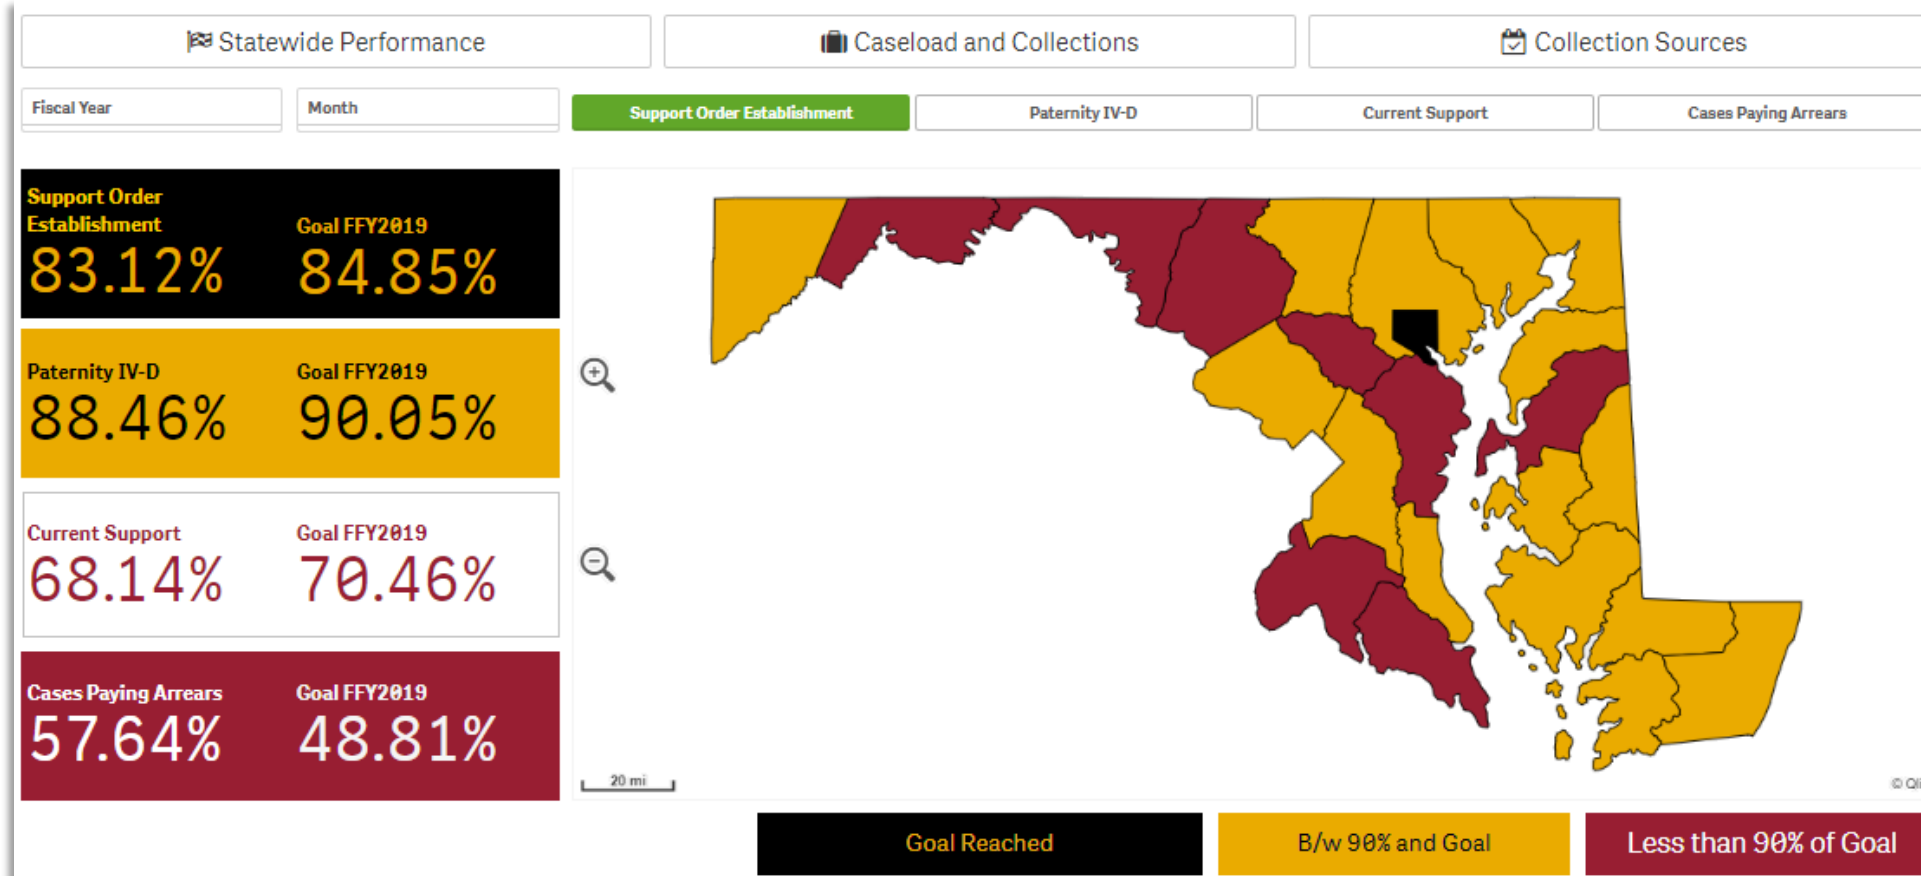 Statewide Performance
Caseload and Collections
Collection Sources
Fiscal Year
Month
Support Order Establishment
Paternity IV-D
Current Support
Cases Paying Arrears
Support Order
Establishment
Goal FFY2019
83.12%
84.85%
Paternity IV-D
Goal FFY2019
88.46%
90.05%
Current Support
Goal FFY2019
68.14%
70.46%
Cases Paying Arrears
Goal FFY2019
57.64%
48.81%
20 mi
©
Goal Reached
B/w 90% and Goal
Less than 90% of Goal